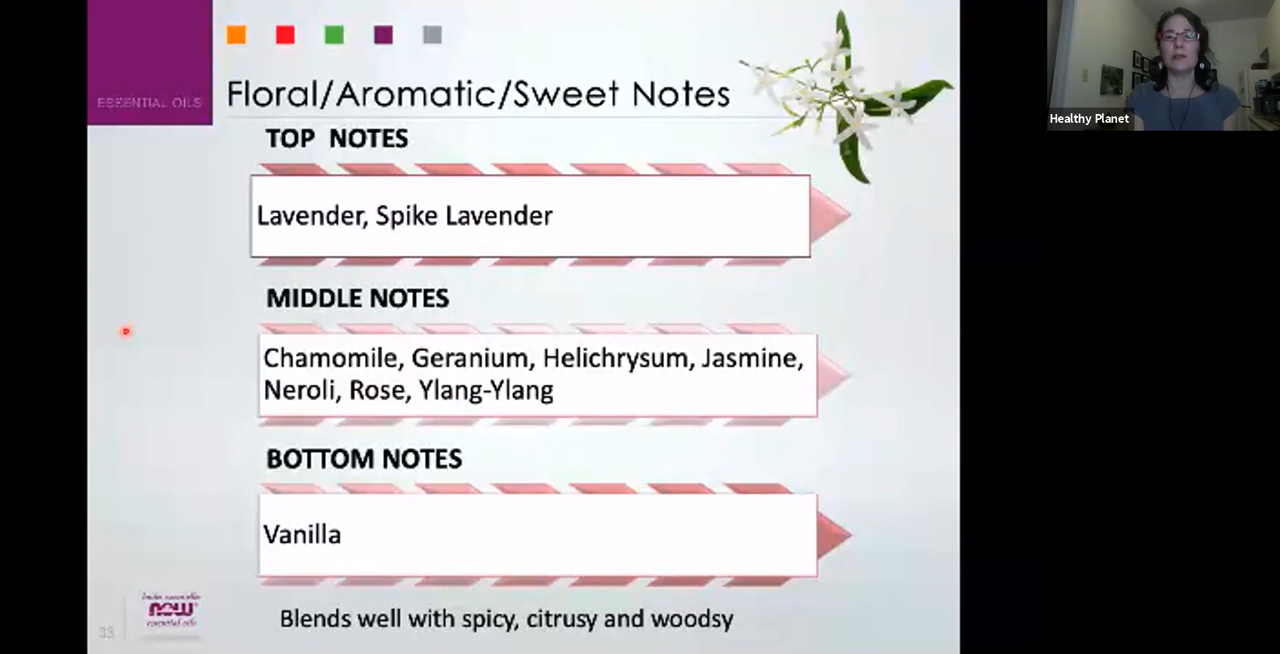 ESSENTIAL OILS
Floral/Aromatic/Sweet Notes
Healthy Planet
TOP NOTES
Lavender, Spike Lavender
MIDDLE NOTES
Chamomile, Geranium, Helichrysum, Jasmine,
Neroli, Rose, Ylang-Ylang
BOTTOM NOTES
Vanilla
NOW
essential oils
Blends well with spicy, citrusy and woodsy
33